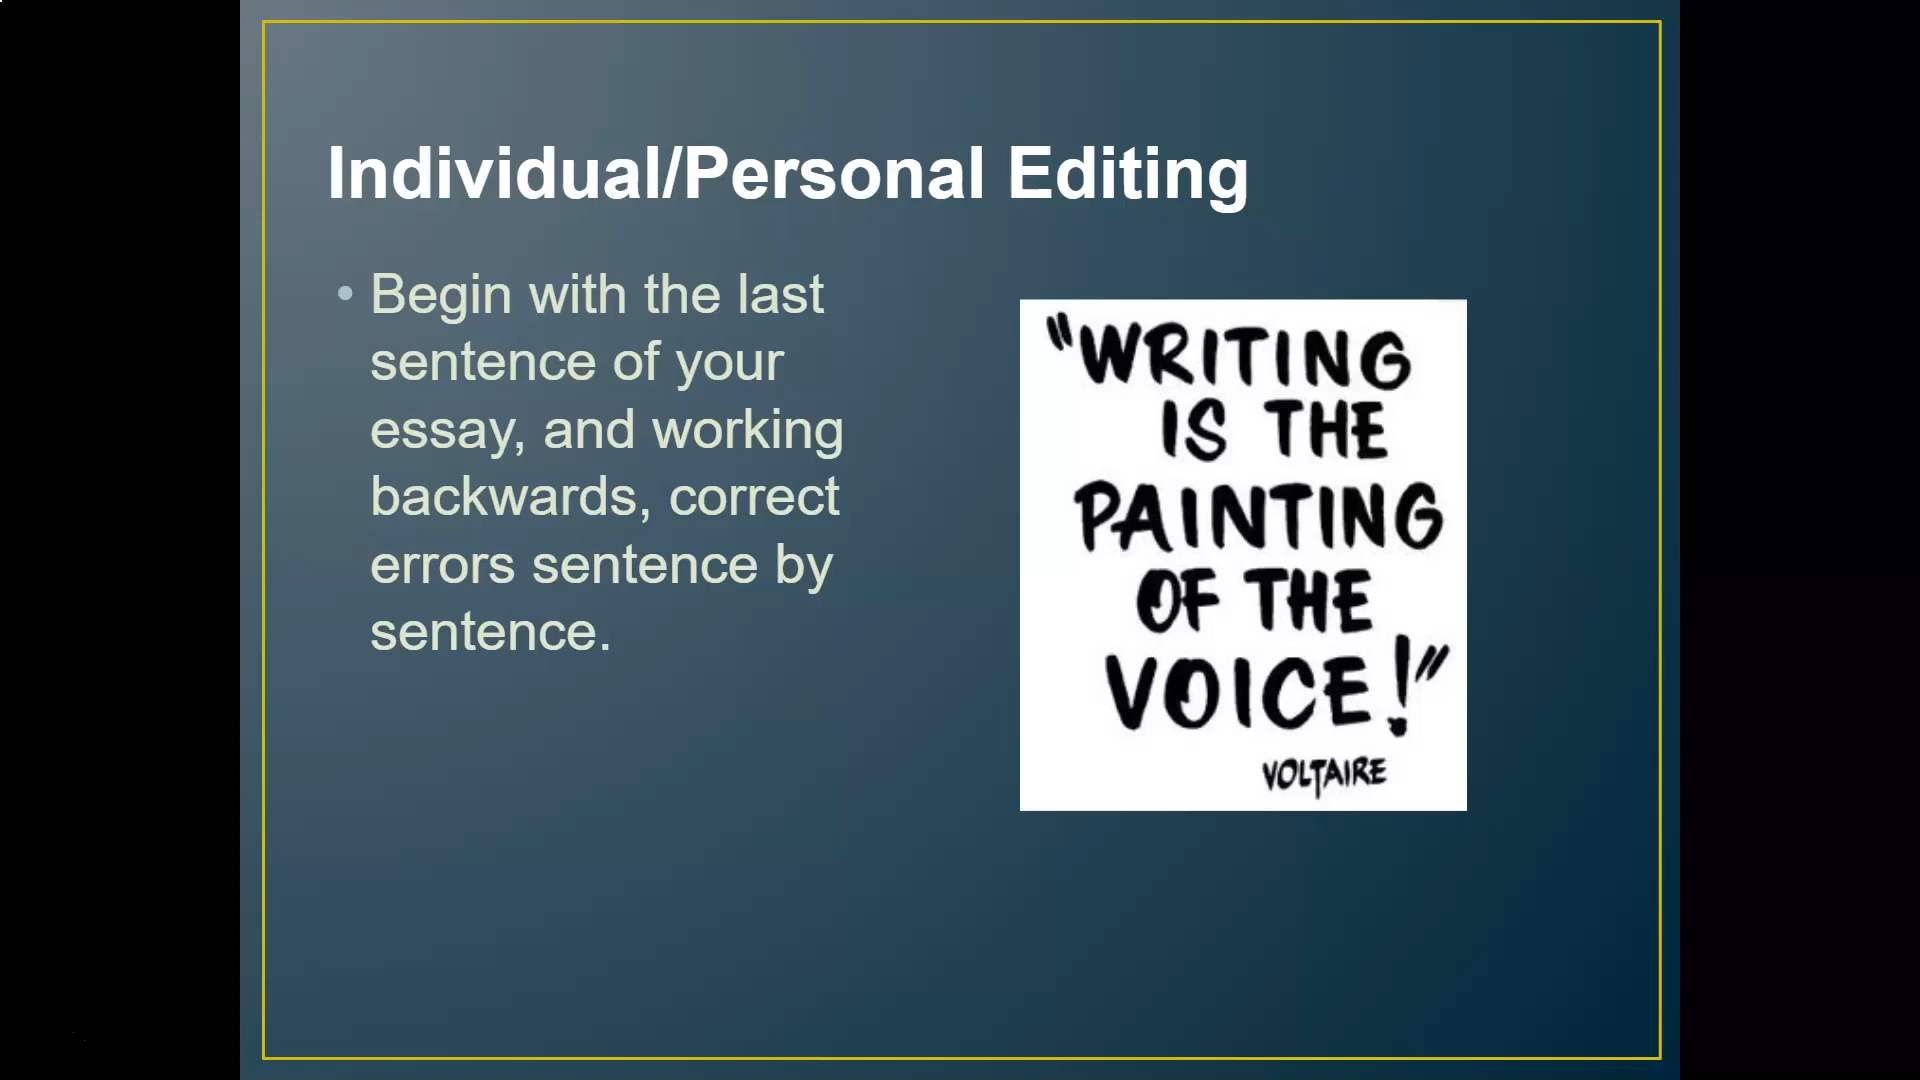 Individual/Personal Editing
• Begin with the last
sentence of your
essay, and working
backwards, correct
errors sentence by
sentence.
"WRITING
IS THE
PAINTING
OF THE
VOICE!"
VOLTAIRE